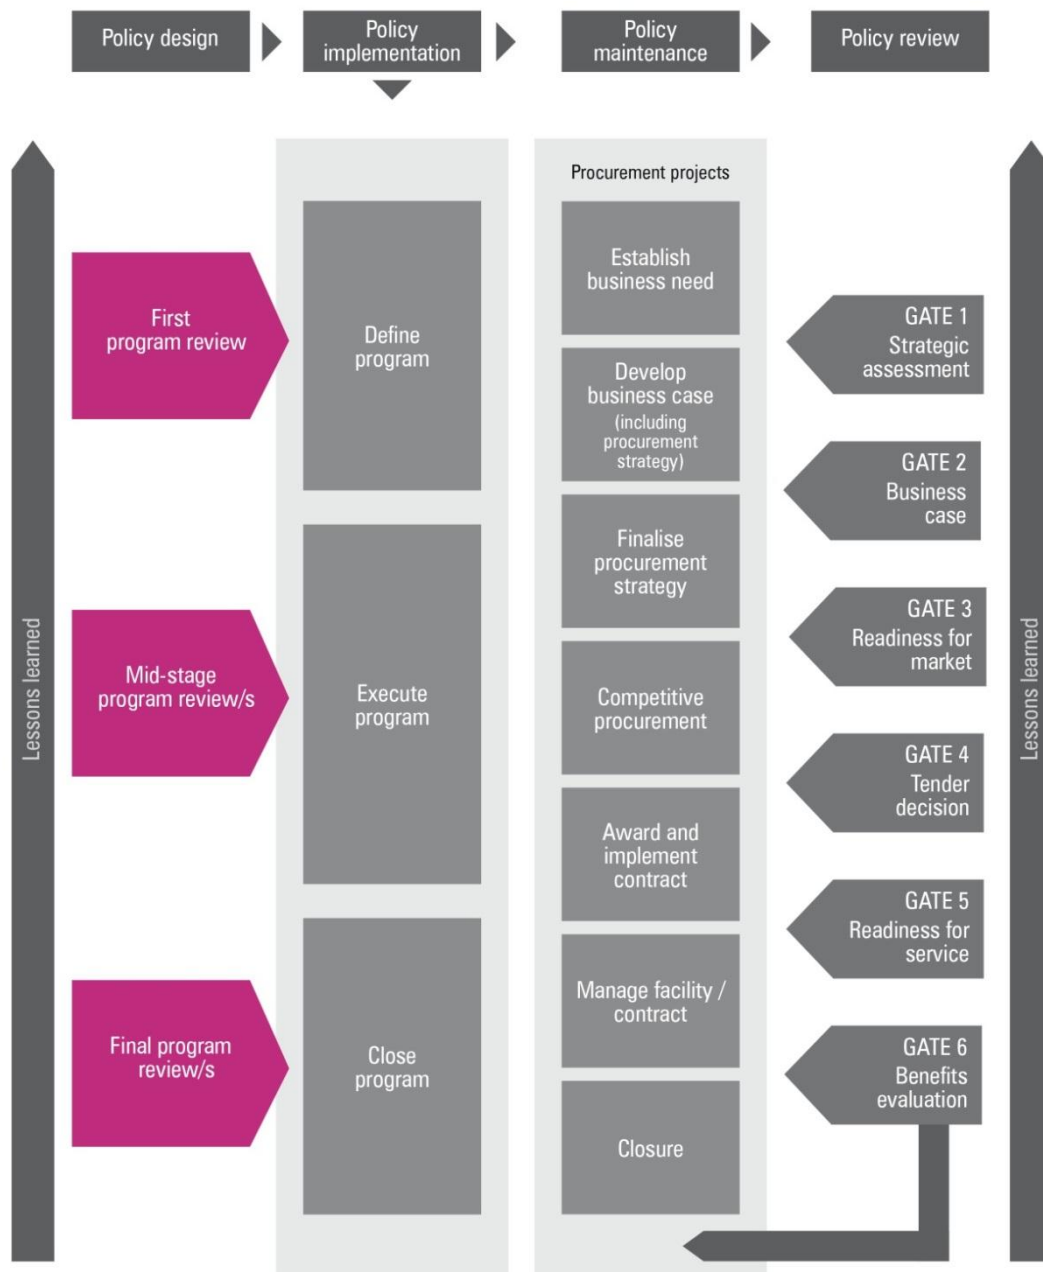 Policy design
Policy
implementation
Policy
maintenance
Policy review
Lessons learned
First
program review
Mid-stage
program review/s
Final program
review/s
Define
program
Execute
program
Close
program
Procurement projects
Establish
business need
Develop
business case
(including
procurement
strategy)
Finalise
procurement
strategy
Competitive
procurement
Award and
implement
contract
Manage facility /
contract
Closure
GATE 1
Strategic
assessment
GATE 2
Business
case
GATE 3
Readiness for
market
GATE 4
Tender
decision
GATE 5
Readiness for
service
GATE 6
Benefits
evaluation
Lessons learned